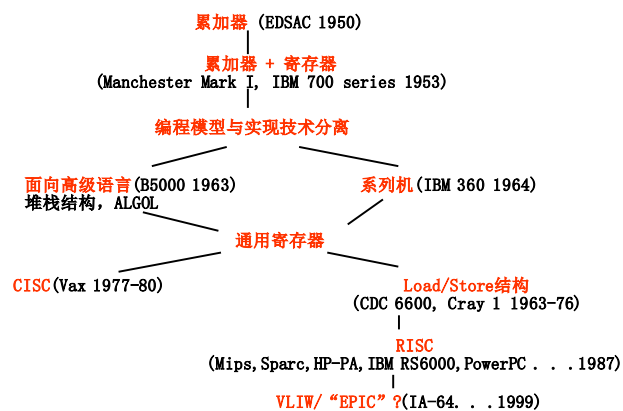 累加器 (EDSAC 1950)
累加器 + 寄存器
(Manchester Mark I, IBM 700 series 1953)
编程模型与实现技术分离
面向高级语言(B5000 1963)
堆栈结构，ALGOL
系列机(IBM 360 1964)
通用寄存器
CISC(Vax 1977-80)
Load/Store结构
(CDC 6600, Cray 1 1963-76)
RISC
(Mips,Sparc,HP-PA,IBM RS6000,PowerPC . . .1987)
VLIW/“EPIC”?(IA-64. . .1999)